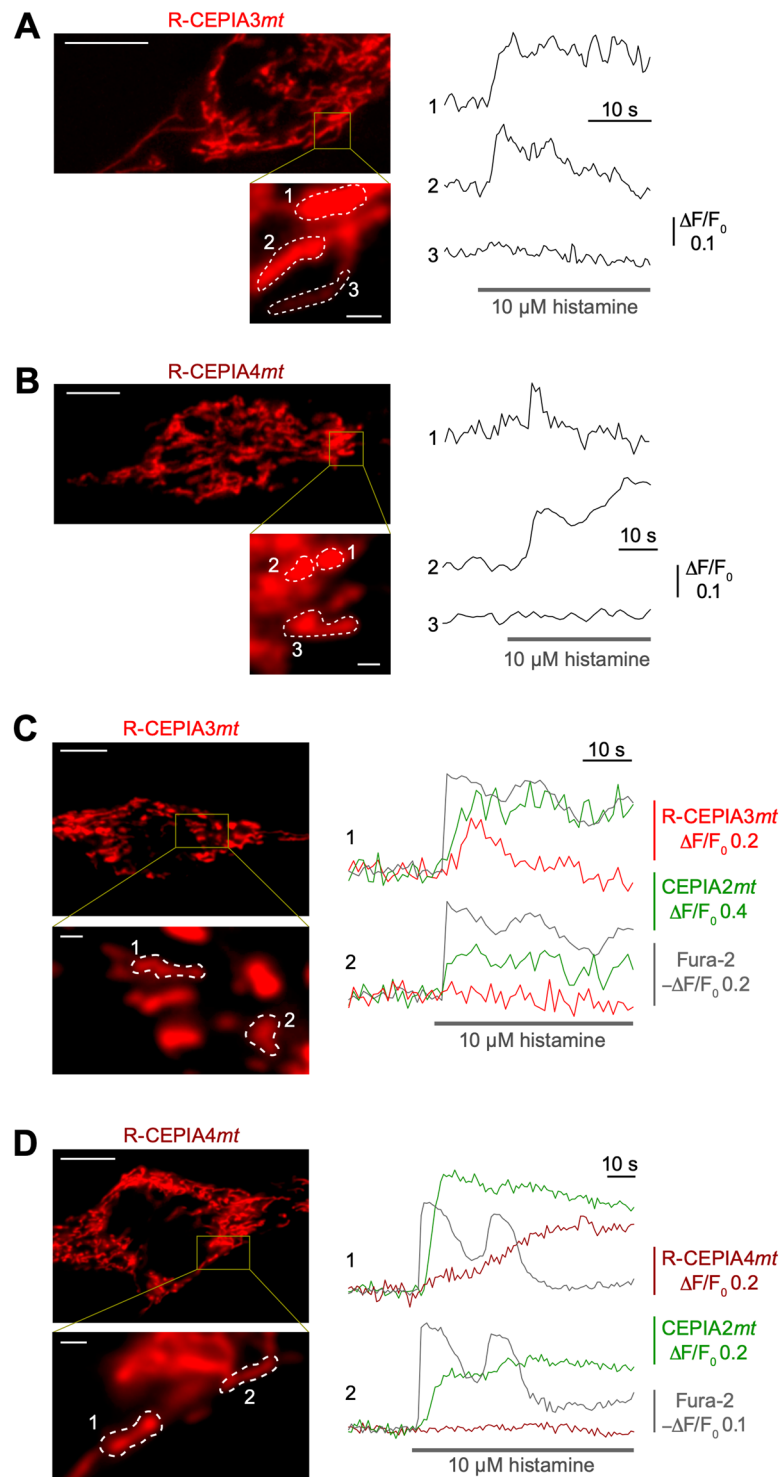 A
R-CEPIA3mt
1
2
3
1
10 s
2
3
ΔF/F₀
0.1
10 µM histamine
B
R-CEPIA4mt
1
2
3
1
2
10 s
3
ΔF/F₀
0.1
10 µM histamine
C
R-CEPIA3mt
1
2
10 s
1
2
R-CEPIA3mt
ΔF/F₀ 0.2
CEPIA2mt
ΔF/F₀ 0.4
Fura-2
–ΔF/F₀ 0.2
10 µM histamine
D
R-CEPIA4mt
1
2
10 s
1
2
R-CEPIA4mt
ΔF/F₀ 0.2
CEPIA2mt
ΔF/F₀ 0.2
Fura-2
–ΔF/F₀ 0.1
10 µM histamine